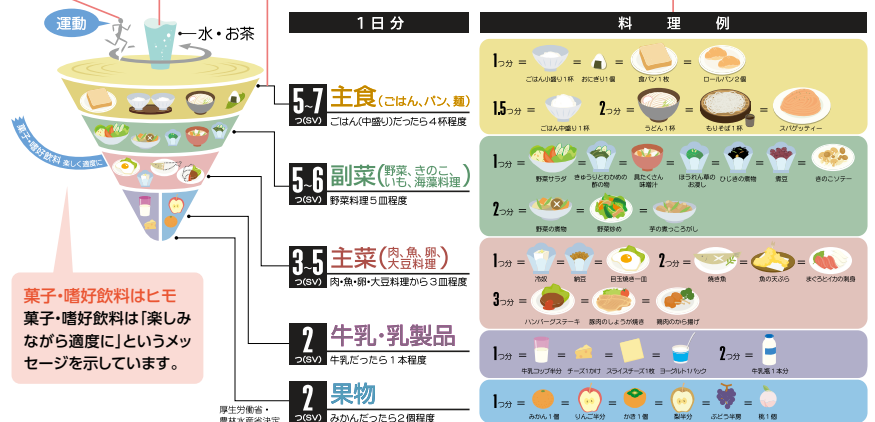 運動
水・お茶
菓子・嗜好飲料 楽しく適度に
菓子・嗜好飲料はヒモ
菓子・嗜好飲料は「楽しみ
ながら適度に」というメッ
セージを示しています。
厚生労働省・
農林水産省決定
1日分
5~7
つ(SV)
主食(ごはん、パン、麺)
ごはん(中盛り)だったら4杯程度
5~6
つ(SV)
副菜(野菜、きのこ、
いも、海藻料理)
野菜料理5皿程度
3~5
つ(SV)
主菜(肉、魚、卵、
大豆料理)
肉・魚・卵・大豆料理から3皿程度
2
つ(SV)
牛乳・乳製品
牛乳だったら1本程度
2
つ(SV)
果物
みかんだったら2個程度
料理例
1つ分 = = = =
ごはん小盛り1杯 おにぎり1個 食パン1枚 ロールパン2個
1.5つ分 = 2つ分 = = =
ごはん中盛り1杯 うどん1杯 もりそば1杯 スパゲッティー
1つ分 = = = = = = =
野菜サラダ きゅうりとわかめの
酢の物 具だくさん
味噌汁 ほうれん草の
お浸し ひじきの煮物 煮豆 きのこソテー
2つ分 = = =
野菜の煮物 野菜炒め 芋の煮っころがし
1つ分 = = = 2つ分 = = =
冷奴 納豆 目玉焼き一皿 焼き魚 魚の天ぷら まぐろとイカの刺身
3つ分 = = =
ハンバーグステーキ 豚肉のしょうが焼き 鶏肉のから揚げ
1つ分 = = = = 2つ分 =
牛乳コップ半分 チーズ1かけ スライスチーズ1枚 ヨーグルト1パック 牛乳瓶1本分
1つ分 = = = = = =
みかん1個 りんご半分 かき1個 梨半分 ぶどう半房 桃1個